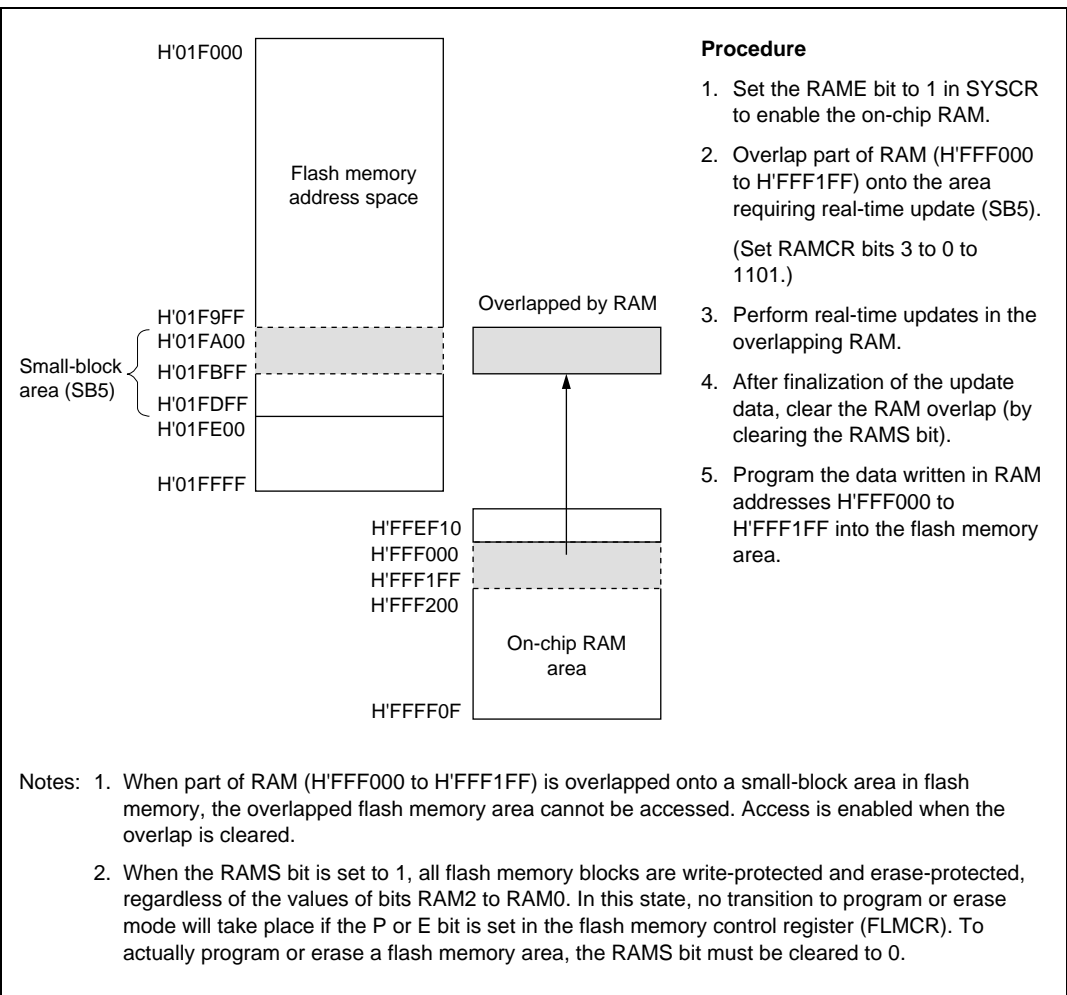 H'01F000
Flash memory
address space
H'01F9FF
H'01FA00
Small-block
area (SB5)
H'01FBFF
H'01FDFF
H'01FE00
H'01FFFF
Overlapped by RAM
H'FFEF10
H'FFF000
H'FFF1FF
H'FFF200
On-chip RAM
area
H'FFFF0F
Procedure
1. Set the RAME bit to 1 in SYSCR
to enable the on-chip RAM.
2. Overlap part of RAM (H'FFF000
to H'FFF1FF) onto the area
requiring real-time update (SB5).
(Set RAMCR bits 3 to 0 to
1101.)
3. Perform real-time updates in the
overlapping RAM.
4. After finalization of the update
data, clear the RAM overlap (by
clearing the RAMS bit).
5. Program the data written in RAM
addresses H'FFF000 to
H'FFF1FF into the flash memory
area.
Notes: 1. When part of RAM (H'FFF000 to H'FFF1FF) is overlapped onto a small-block area in flash
memory, the overlapped flash memory area cannot be accessed. Access is enabled when the
overlap is cleared.
2. When the RAMS bit is set to 1, all flash memory blocks are write-protected and erase-protected,
regardless of the values of bits RAM2 to RAM0. In this state, no transition to program or erase
mode will take place if the P or E bit is set in the flash memory control register (FLMCR). To
actually program or erase a flash memory area, the RAMS bit must be cleared to 0.